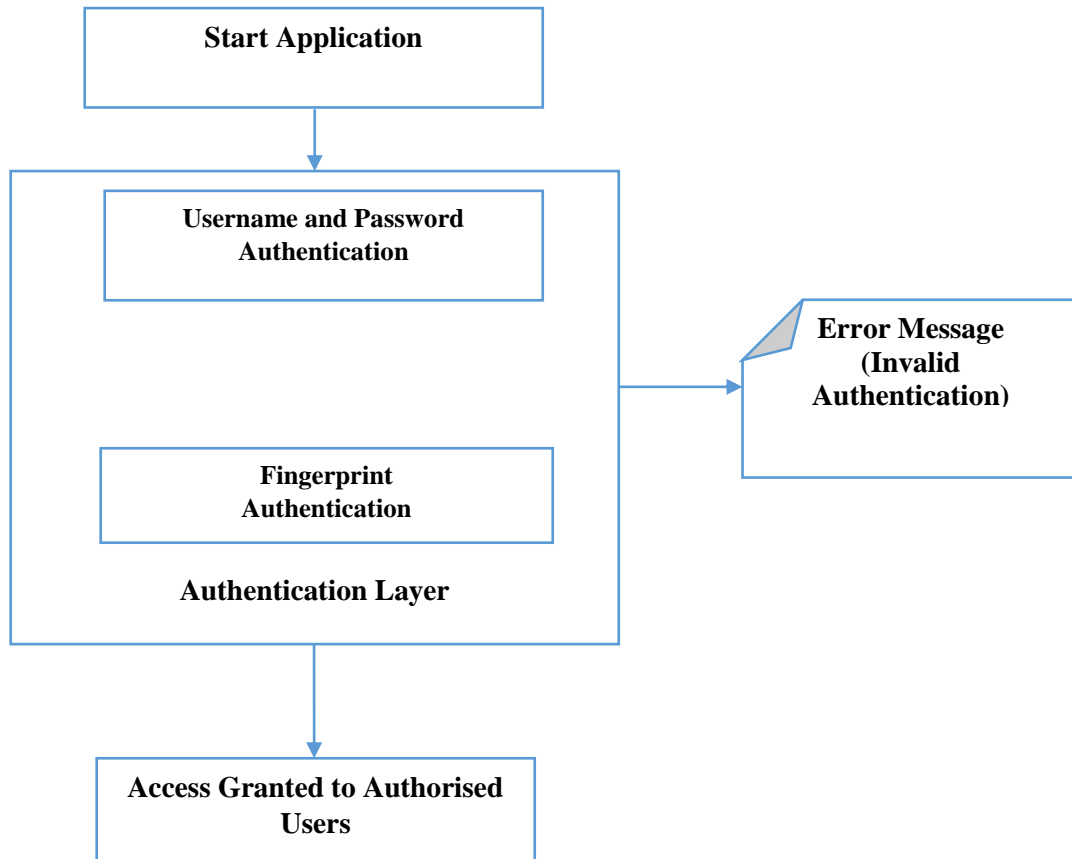 Start Application
Username and Password
Authentication
Error Message
(Invalid
Authentication)
Fingerprint
Authentication
Authentication Layer
Access Granted to Authorised
Users